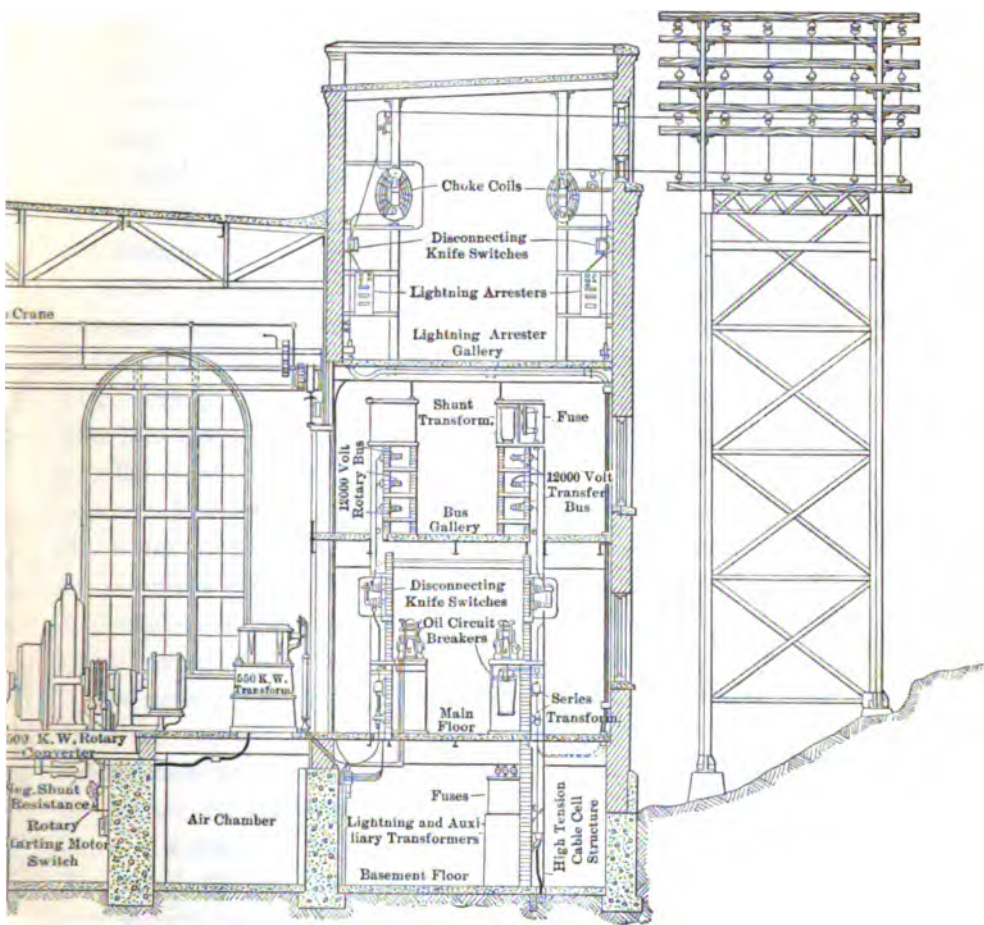 Choke Coils
Disconnecting
Knife Switches
Lightning Arresters
Crane
Lightning Arrester
Gallery
Shunt
Transform.
Fuse
12000 Volt
Rotary Bus
12000 Volt
Transfer
Bus
Bus
Gallery
Disconnecting
Knife Switches
Oil Circuit
Breakers
550 K.W.
Transform.
Main
Floor
Series
Transform.
K.W. Rotary
Converter
Shunt
Resistance
Rotary
Motor
Switch
Air Chamber
Fuses
Lightning and Auxi-
liary Transformers
Basement Floor
High Tension
Cable Cell
Structure